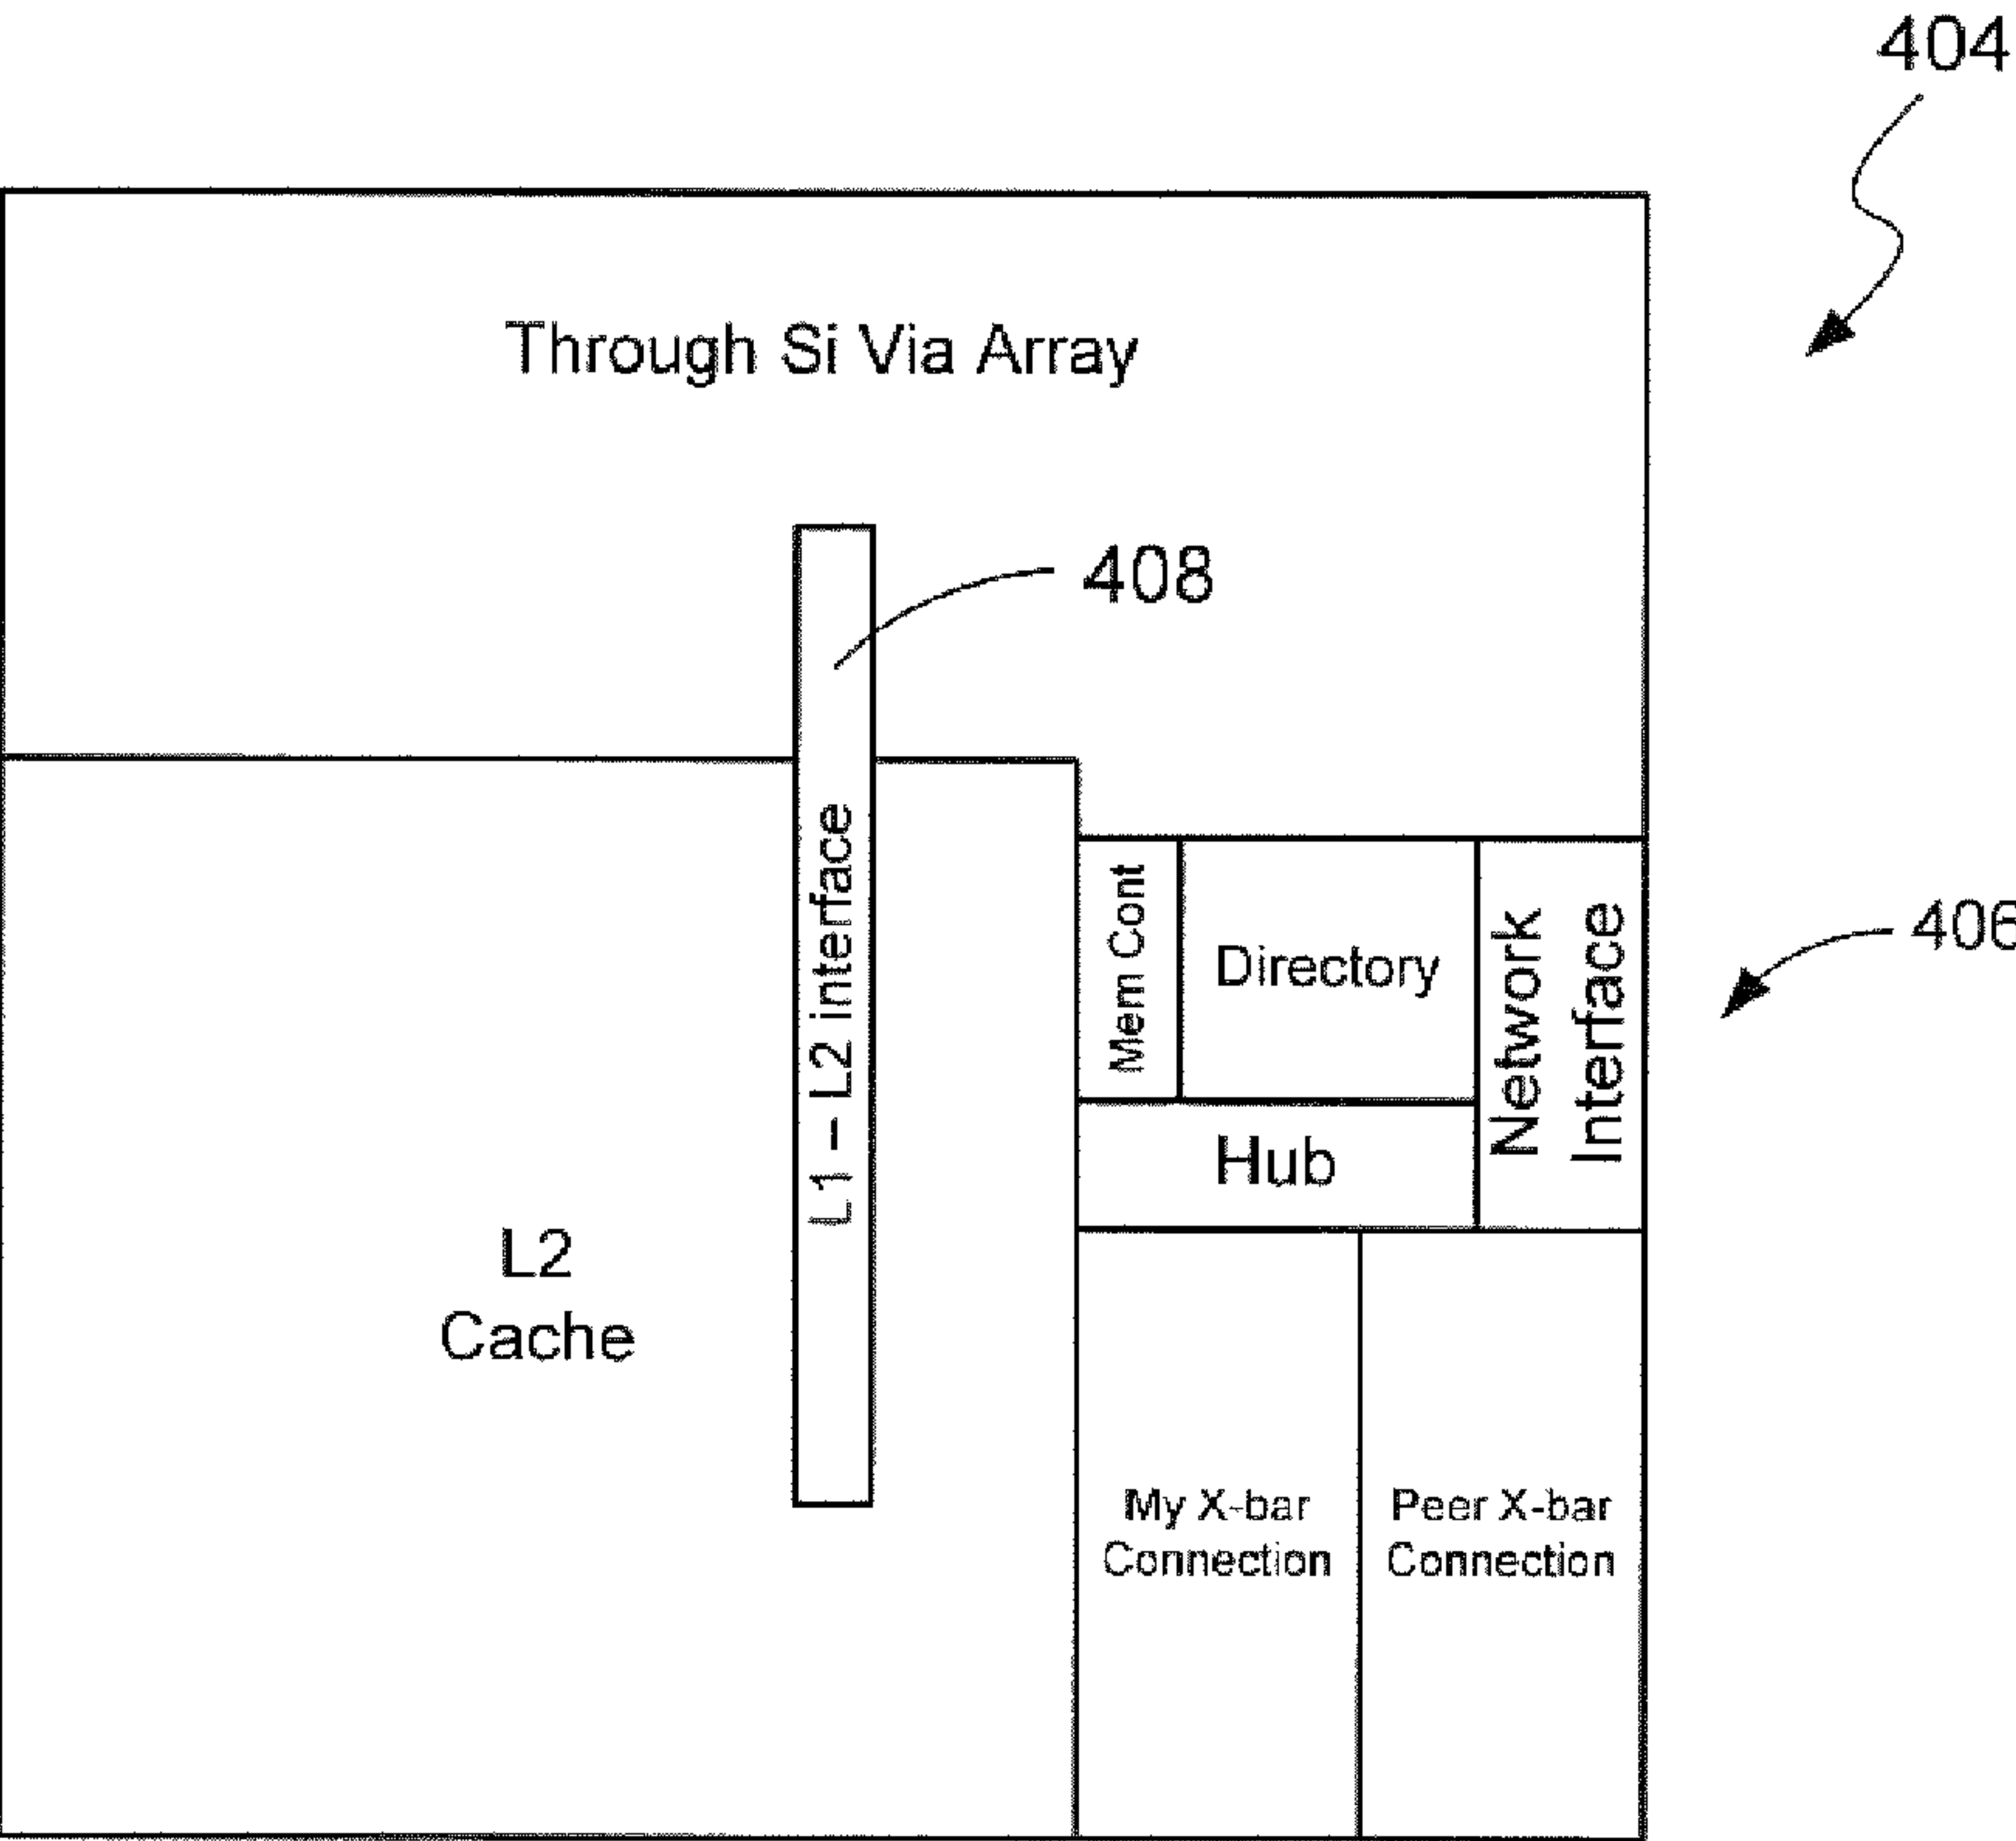 404
Through Si Via Array
408
L1 – L2 interface
Mem Cont
Directory
Network
Interface
406
Hub
L2
Cache
My X-bar
Connection
Peer X-bar
Connection